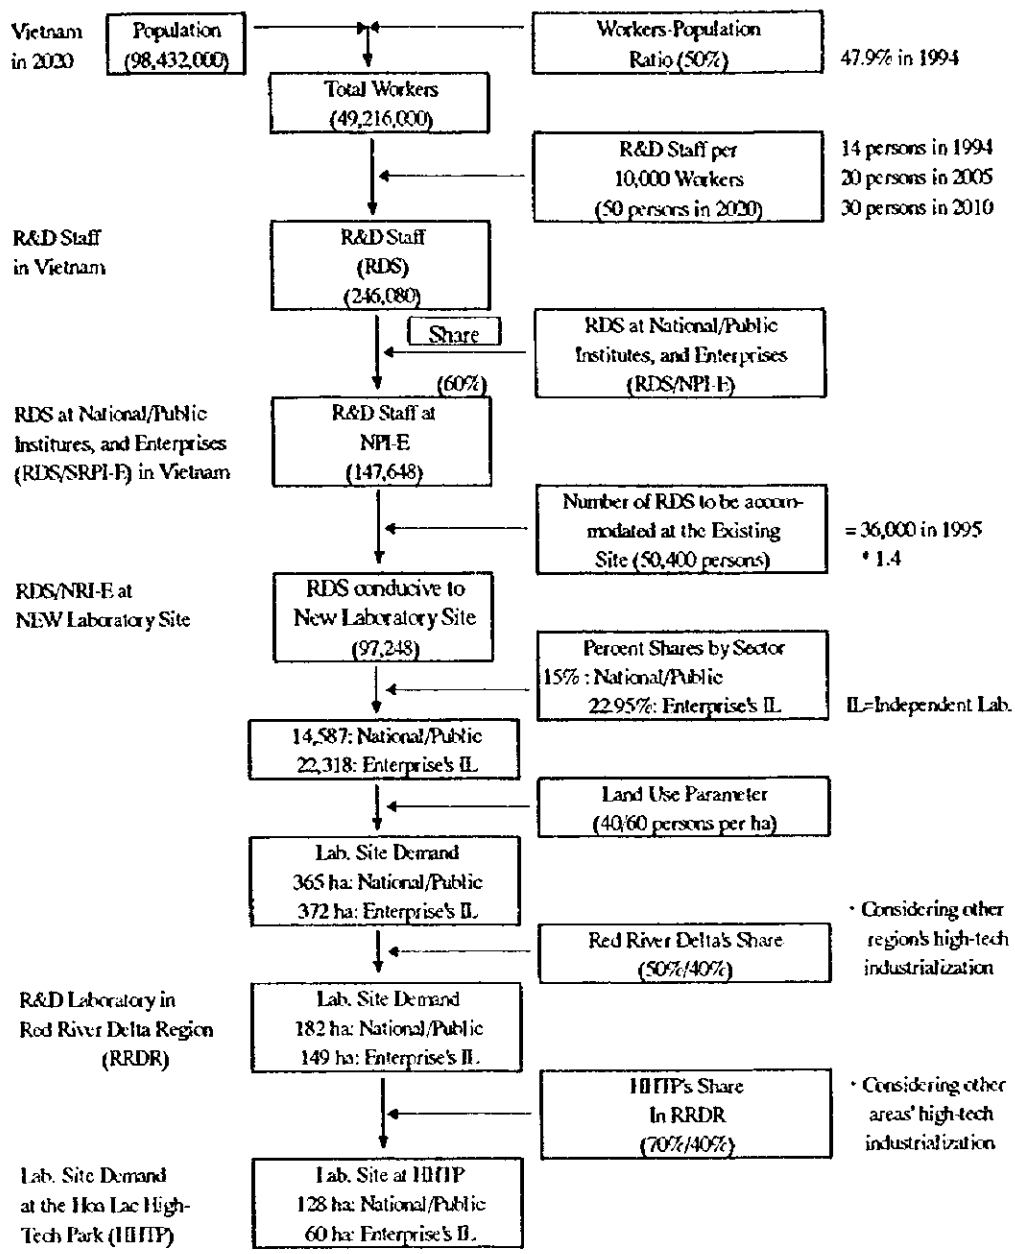 Vietnam
in 2020
Population
(98,432,000)
Workers-Population
Ratio (50%)
47.9% in 1994
Total Workers
(49,216,000)
R&D Staff per
10,000 Workers
(50 persons in 2020)
14 persons in 1994
20 persons in 2005
30 persons in 2010
R&D Staff
in Vietnam
R&D Staff
(RDS)
(246,080)
Share
(60%)
RDS at National/Public
Institutes, and Enterprises
(RDS/NPI-E)
RDS at National/Public
Institures, and Enterprises
(RDS/SRPI-E) in Vietnam
R&D Staff at
NPI-E
(147,648)
Number of RDS to be accom-
modated at the Existing
Site (50,400 persons)
= 36,000 in 1995
* 1.4
RDS/NRI-E at
NEW Laboratory Site
RDS conducive to
New Laboratory Site
(97,248)
Percent Shares by Sector
15% : National/Public
22.95%: Enterprise's IL
IL=Independent Lab.
14,587: National/Public
22,318: Enterprise's IL
Land Use Parameter
(40/60 persons per ha)
Lab. Site Demand
365 ha: National/Public
372 ha: Enterprise's IL
Red River Delta's Share
(50%/40%)
· Considering other
region's high-tech
industrialization
R&D Laboratory in
Red River Delta Region
(RRDR)
Lab. Site Demand
182 ha: National/Public
149 ha: Enterprise's IL
HHTP's Share
In RRDR
(70%/40%)
· Considering other
areas' high-tech
industrialization
Lab. Site Demand
at the Hoa Lac High-
Tech Park (HHTP)
Lab. Site at HHTP
128 ha: National/Public
60 ha: Enterprise's IL